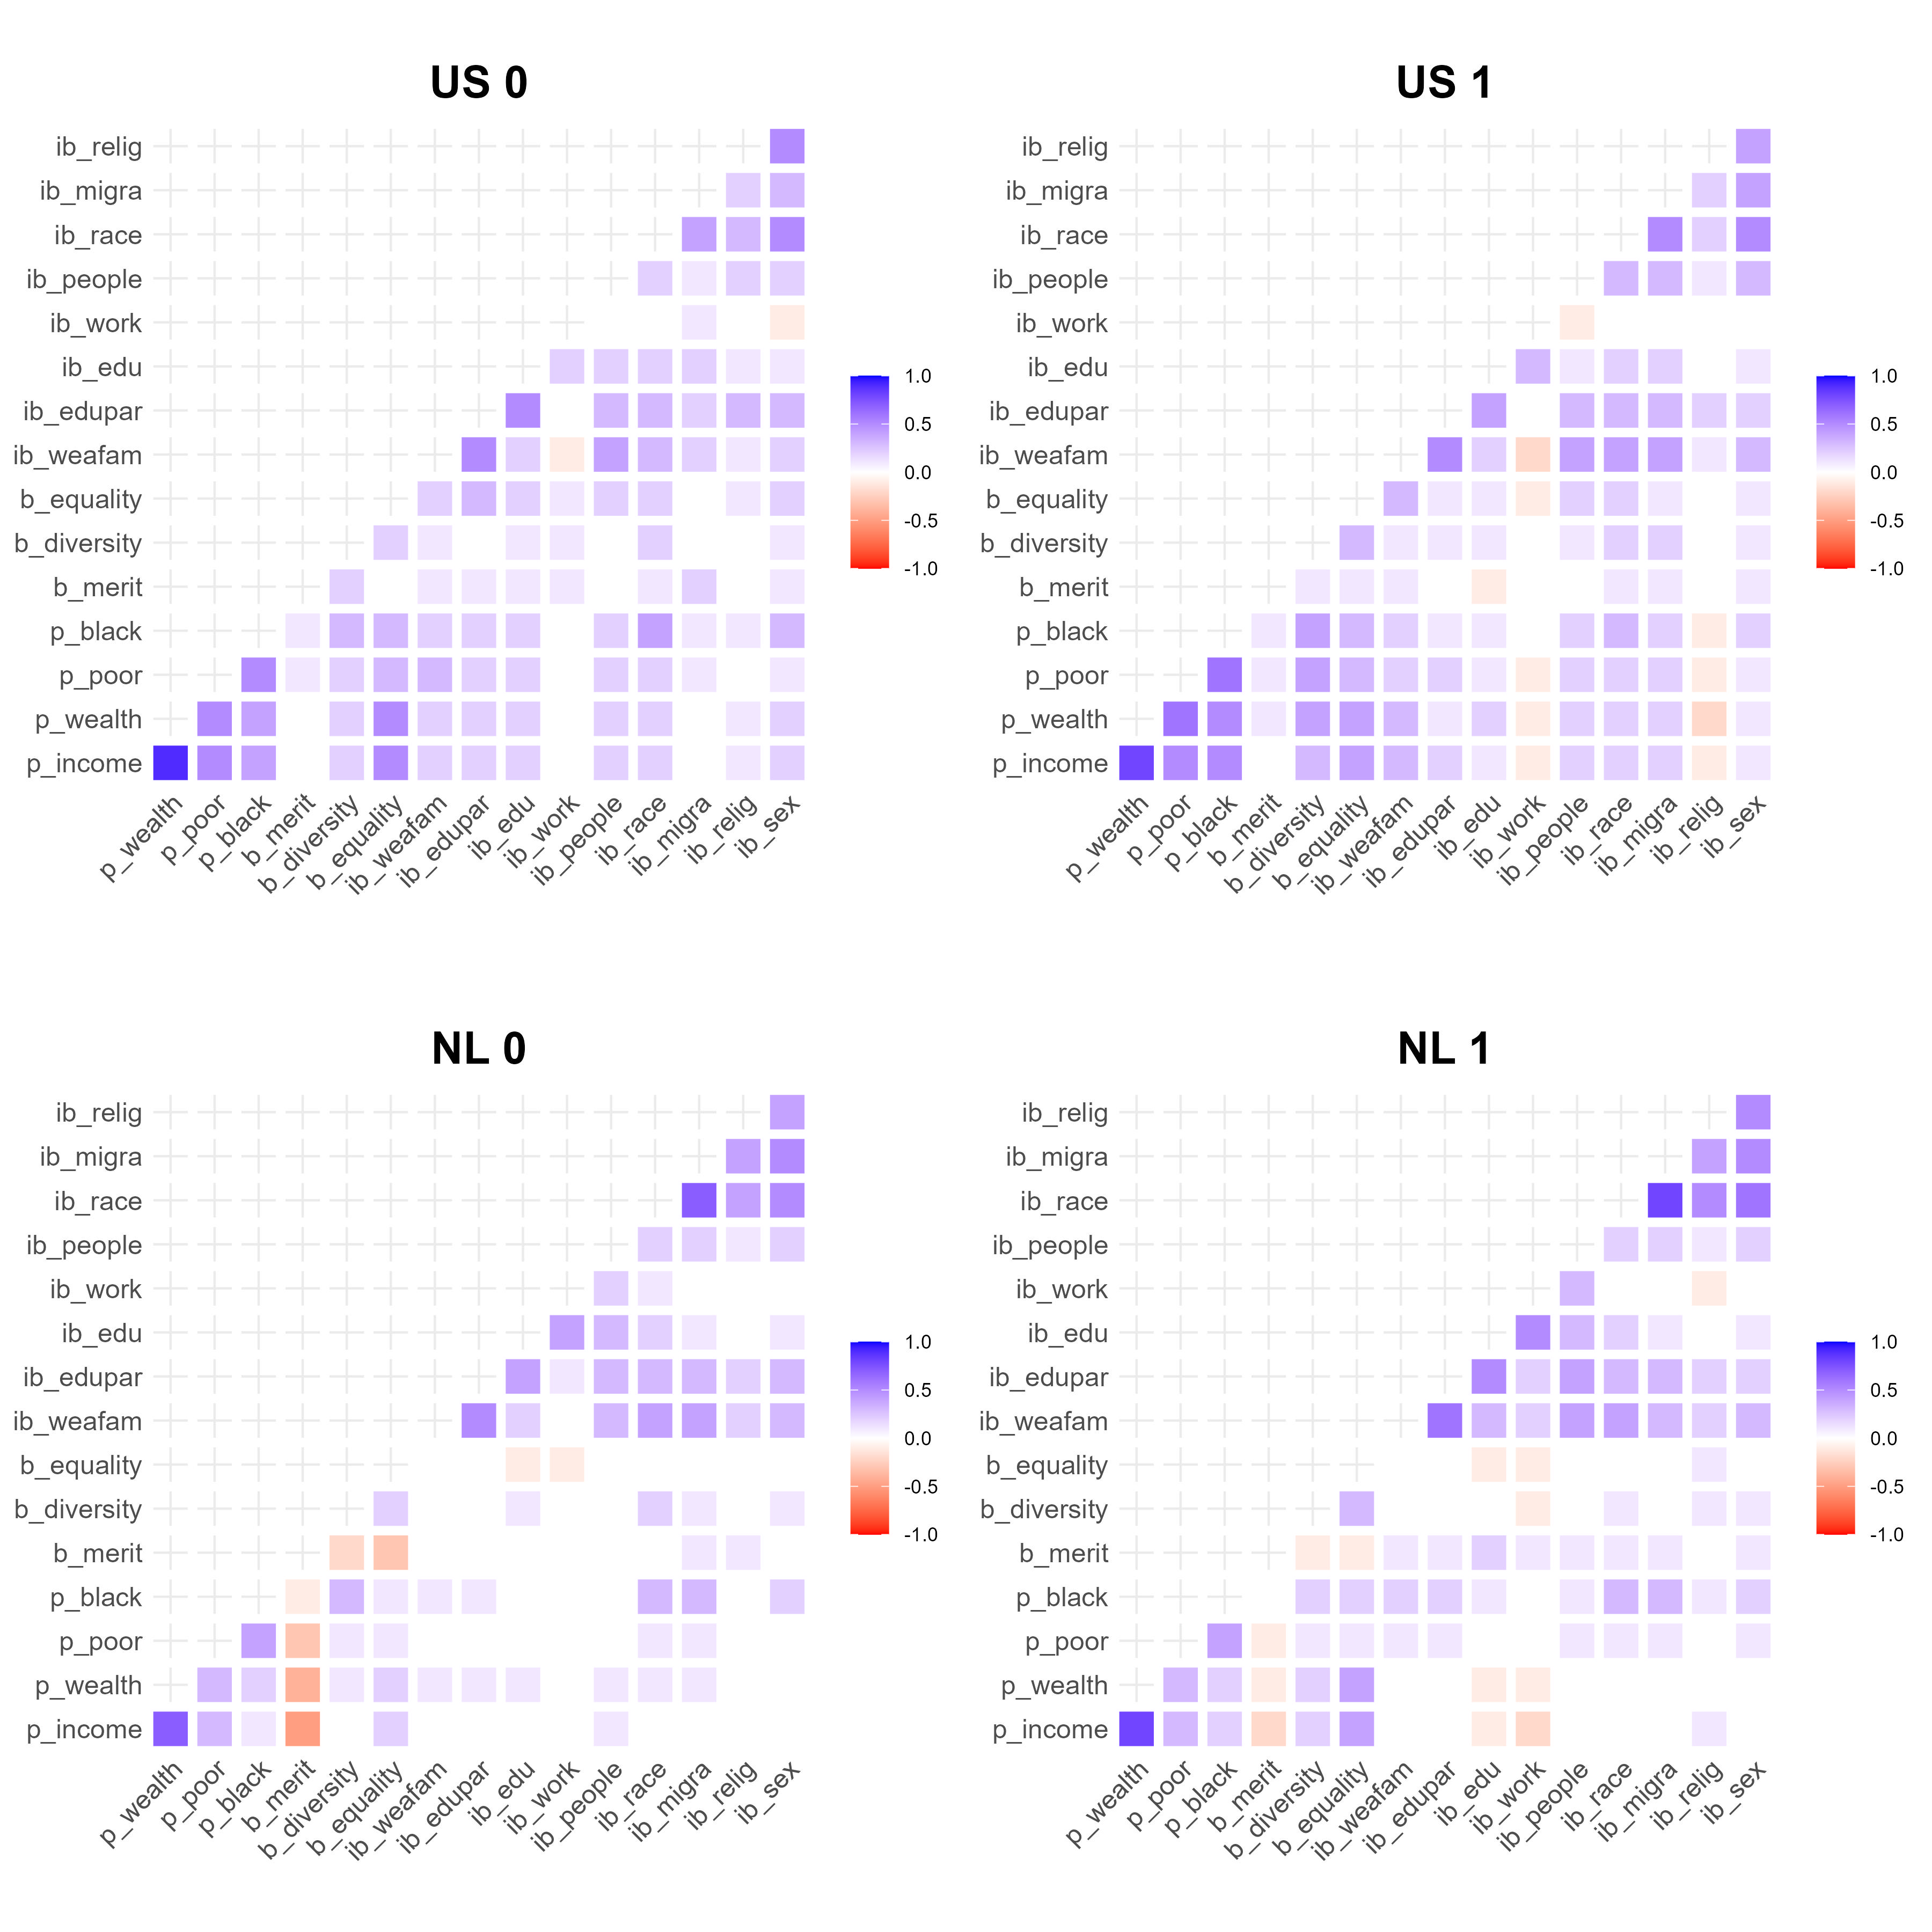 US 0
ib_relig
ib_migra
ib_race
ib_people
ib_work
ib_edu
ib_edupar
ib_weafam
b_equality
b_diversity
b_merit
p_black
p_poor
p_wealth
p_income
p_wealth
p_poor
p_black
b_merit
b_diversity
b_equality
ib_weafam
ib_edupar
ib_edu
ib_work
ib_people
ib_race
ib_migra
ib_relig
ib_sex
1.0
0.5
0.0
-0.5
-1.0
US 1
ib_relig
ib_migra
ib_race
ib_people
ib_work
ib_edu
ib_edupar
ib_weafam
b_equality
b_diversity
b_merit
p_black
p_poor
p_wealth
p_income
p_wealth
p_poor
p_black
b_merit
b_diversity
b_equality
ib_weafam
ib_edupar
ib_edu
ib_work
ib_people
ib_race
ib_migra
ib_relig
ib_sex
1.0
0.5
0.0
-0.5
-1.0
NL 0
ib_relig
ib_migra
ib_race
ib_people
ib_work
ib_edu
ib_edupar
ib_weafam
b_equality
b_diversity
b_merit
p_black
p_poor
p_wealth
p_income
p_wealth
p_poor
p_black
b_merit
b_diversity
b_equality
ib_weafam
ib_edupar
ib_edu
ib_work
ib_people
ib_race
ib_migra
ib_relig
ib_sex
1.0
0.5
0.0
-0.5
-1.0
NL 1
ib_relig
ib_migra
ib_race
ib_people
ib_work
ib_edu
ib_edupar
ib_weafam
b_equality
b_diversity
b_merit
p_black
p_poor
p_wealth
p_income
p_wealth
p_poor
p_black
b_merit
b_diversity
b_equality
ib_weafam
ib_edupar
ib_edu
ib_work
ib_people
ib_race
ib_migra
ib_relig
ib_sex
1.0
0.5
0.0
-0.5
-1.0